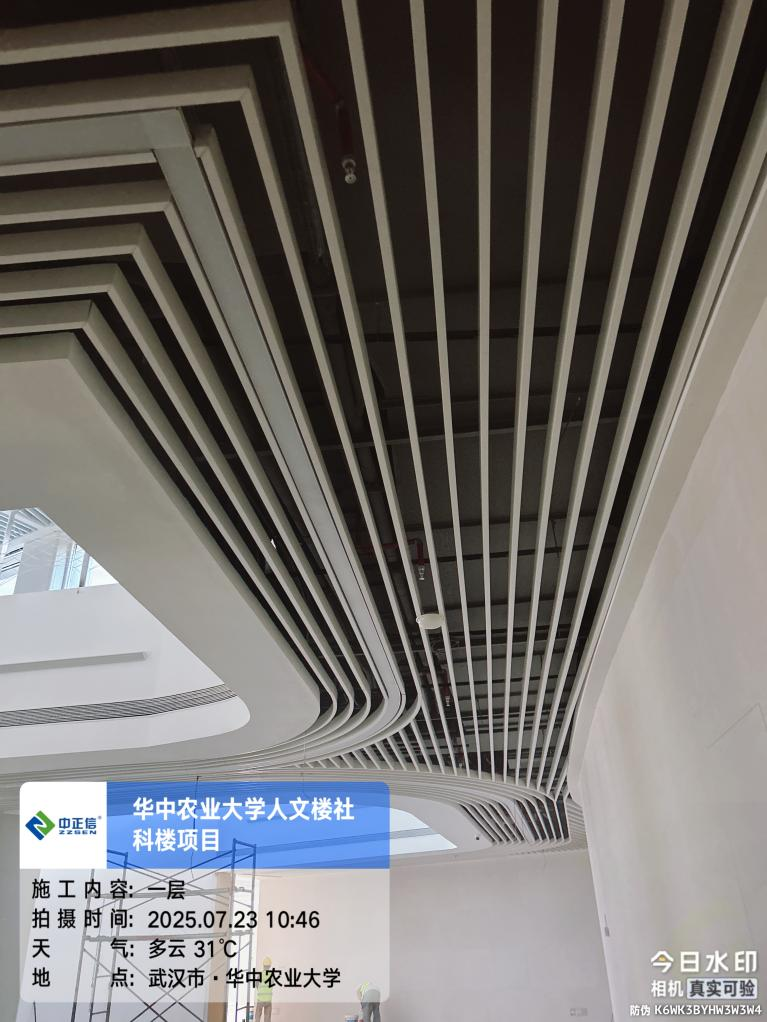 中正信®
ZZSEN
华中农业大学人文楼社
科楼项目
施工内容: 一层
拍摄时间: 2025.07.23 10:46
天气: 多云 31℃
地点: 武汉市·华中农业大学
今日水印
相机 真实可验
防伪 K6WK3BYHW3W3W4